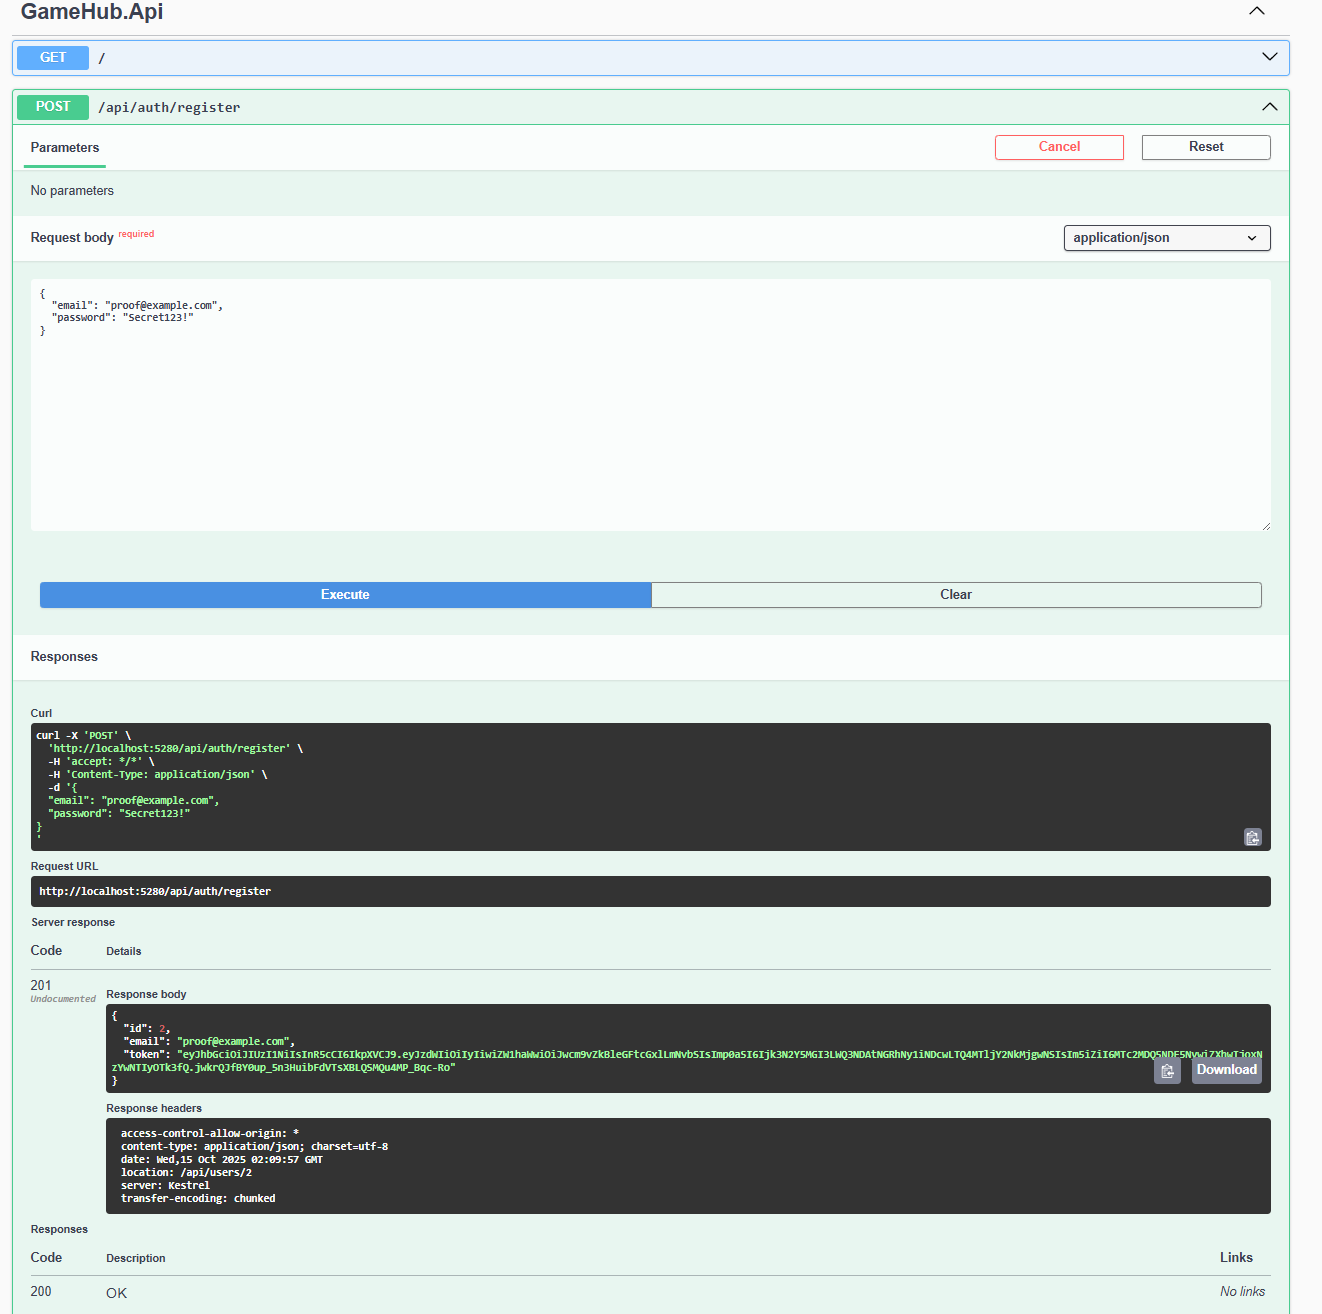 GameHub.Api
GET /
POST /api/auth/register
Parameters
Cancel
Reset
No parameters
Request body required
application/json
{
"email": "proof@example.com",
"password": "Secret123!"
}
Execute
Clear
Responses
Curl
curl -X 'POST' \
'http://localhost:5280/api/auth/register' \
-H 'accept: */*' \
-H 'Content-Type: application/json' \
-d '{
"email": "proof@example.com",
"password": "Secret123!"
}
'
Request URL
http://localhost:5280/api/auth/register
Server response
Code Details
201
Undocumented
Response body
{
"id": 2,
"email": "proof@example.com",
"token":
}
Download
Response headers
access-control-allow-origin: *
content-type: application/json; charset=utf-8
date: Wed,15 Oct 2025 02:09:57 GMT
location: /api/users/2
server: Kestrel
transfer-encoding: chunked
Responses
Code Description Links
200 OK No links